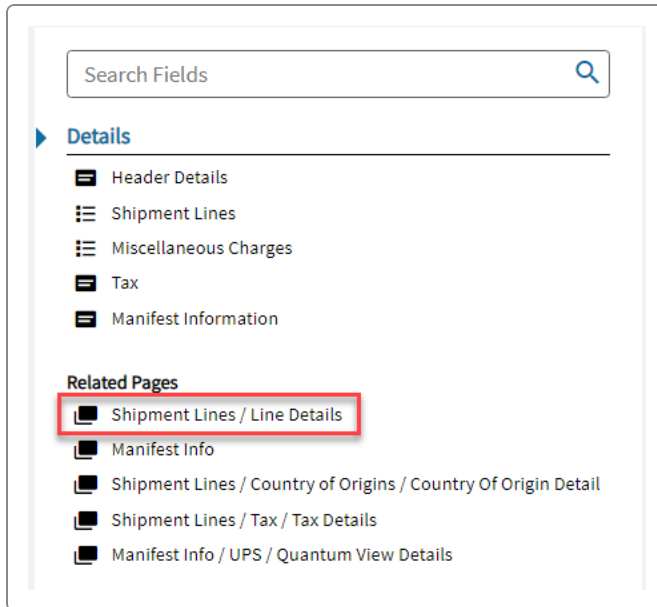 Search Fields
Details
Header Details
Shipment Lines
Miscellaneous Charges
Tax
Manifest Information
Related Pages
Shipment Lines / Line Details
Manifest Info
Shipment Lines / Country of Origins / Country Of Origin Detail
Shipment Lines / Tax / Tax Details
Manifest Info / UPS / Quantum View Details